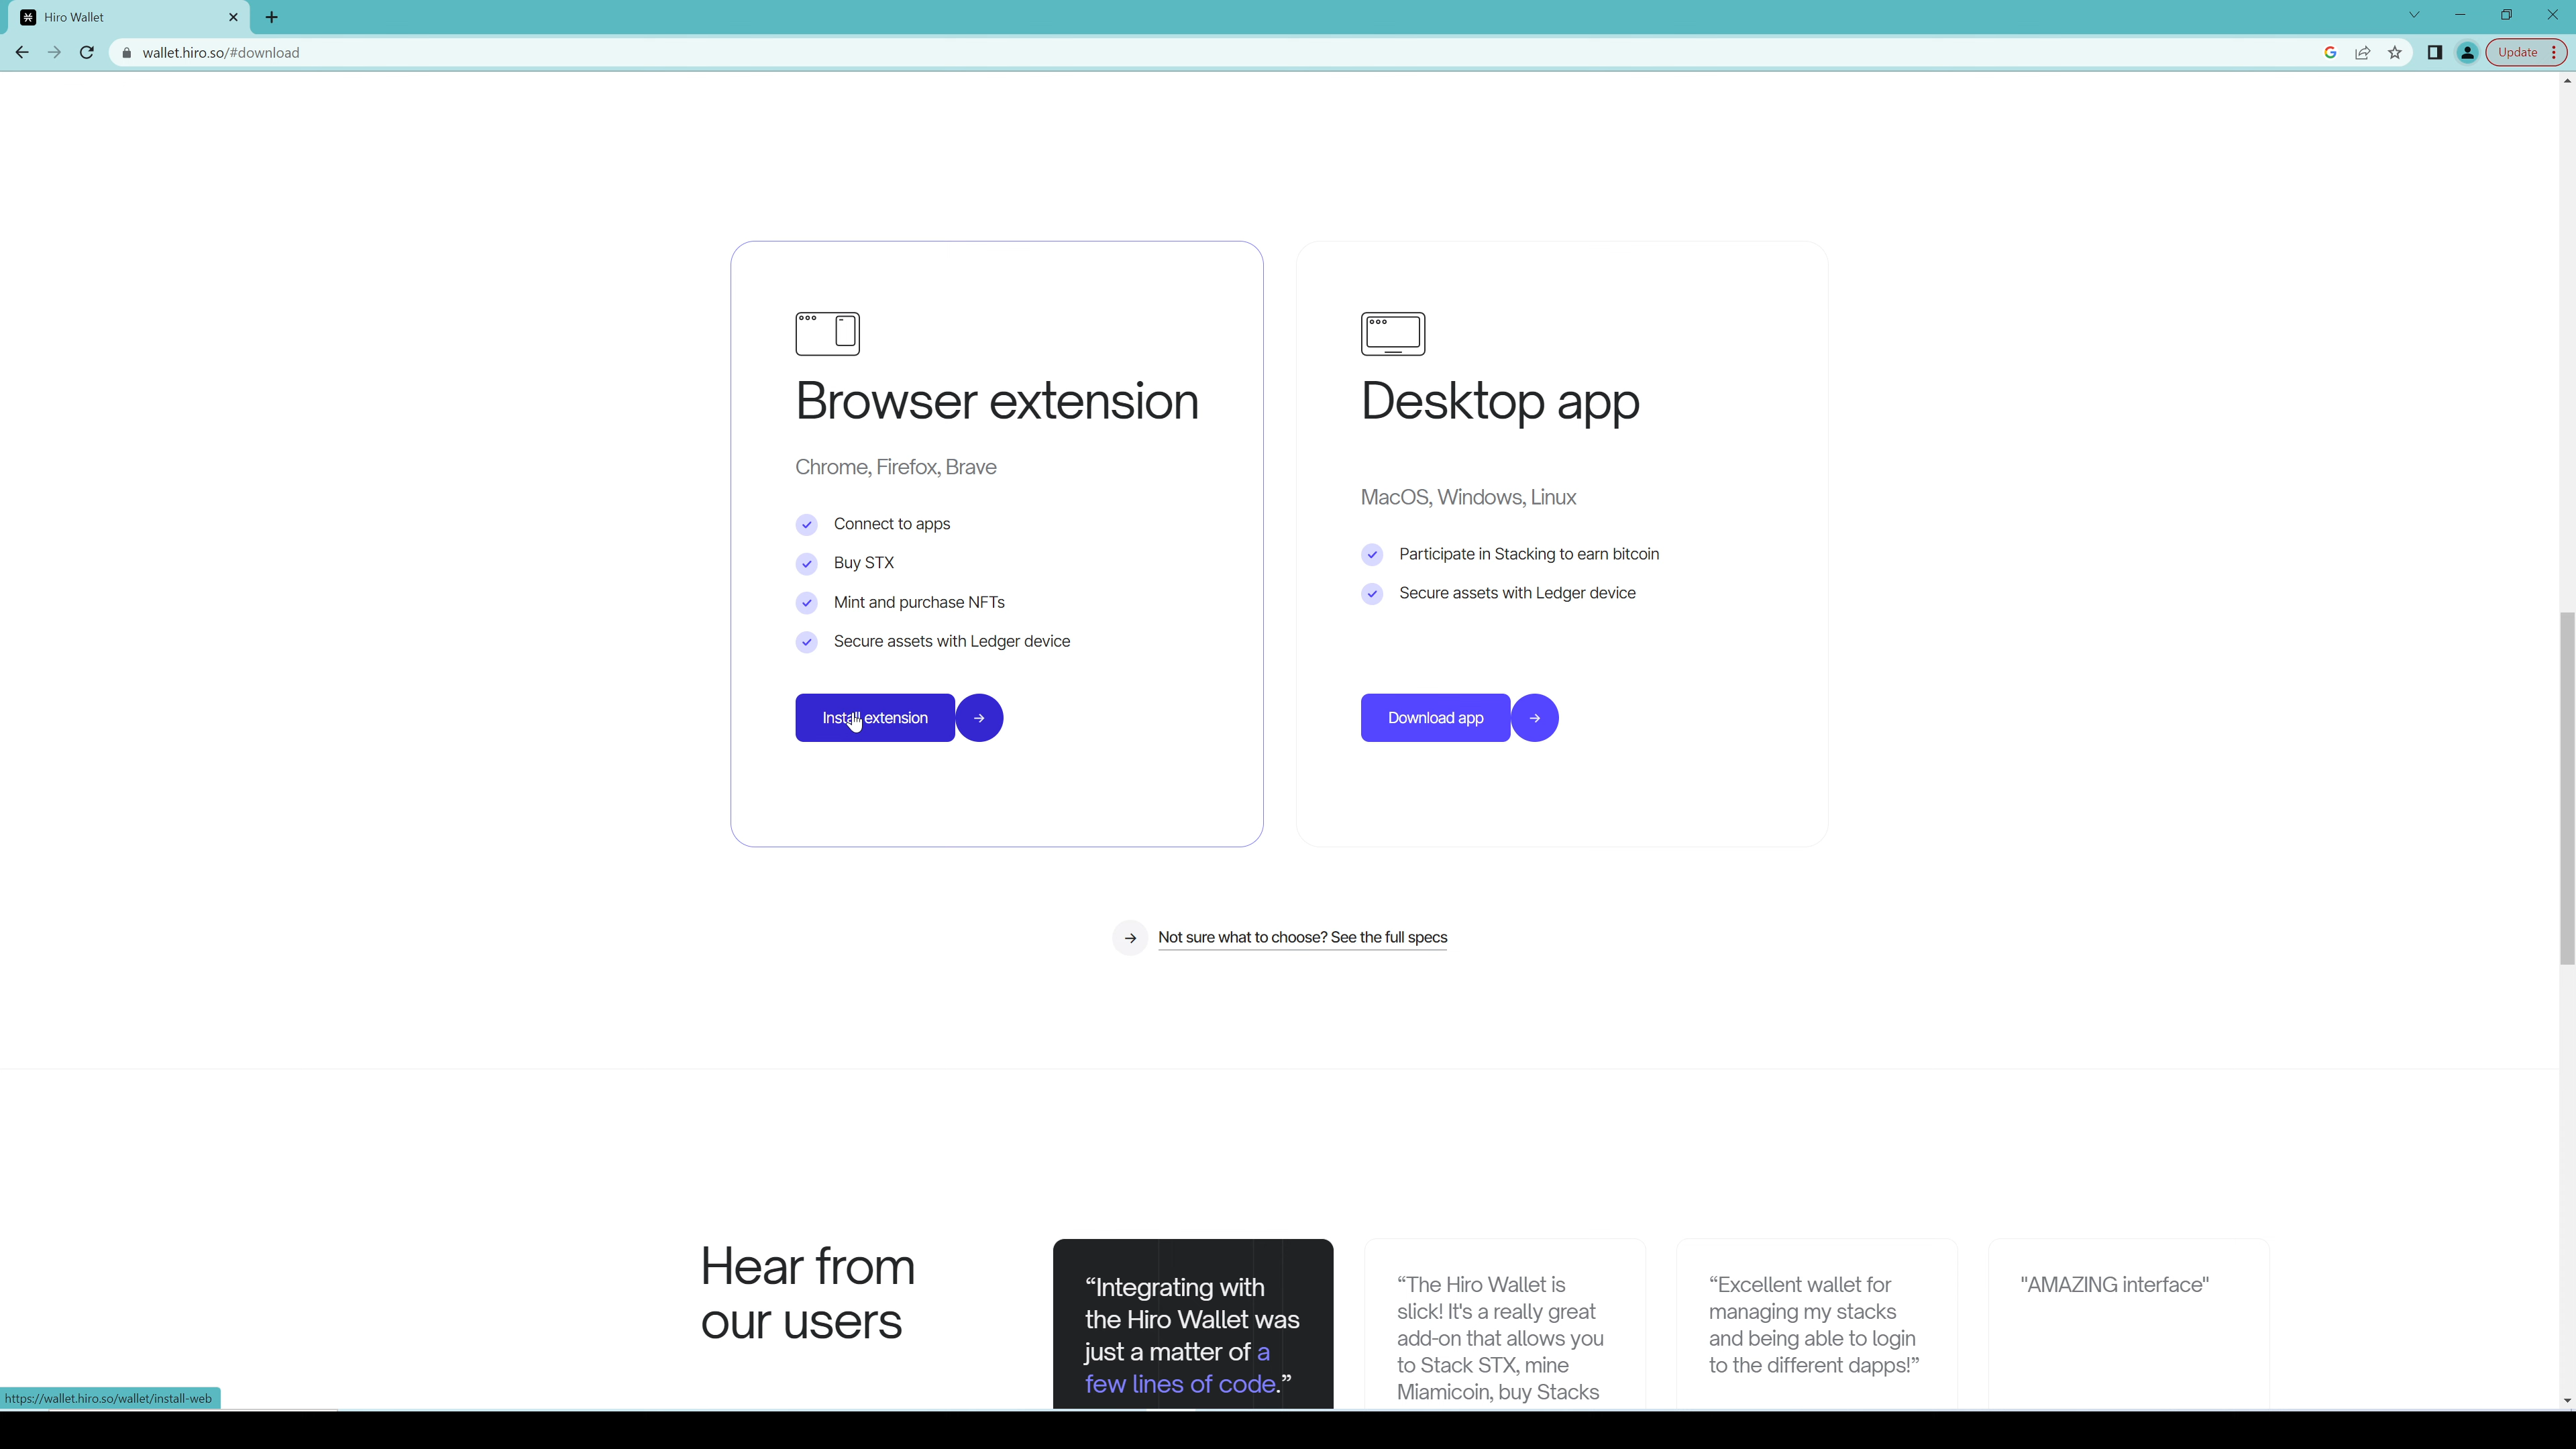 Hiro Wallet
wallet.hiro.so/#download
Update
Browser extension
Chrome, Firefox, Brave
Connect to apps
Buy STX
Mint and purchase NFTs
Secure assets with Ledger device
Install extension
Desktop app
MacOS, Windows, Linux
Participate in Stacking to earn bitcoin
Secure assets with Ledger device
Download app
Not sure what to choose? See the full specs
Hear from
our users
“Integrating with
the Hiro Wallet was
just a matter of a
few lines of code.”
“The Hiro Wallet is
slick! It's a really great
add-on that allows you
to Stack STX, mine
Miamicoin, buy Stacks
“Excellent wallet for
managing my stacks
and being able to login
to the different dapps!”
"AMAZING interface"
https://wallet.hiro.so/wallet/install-web